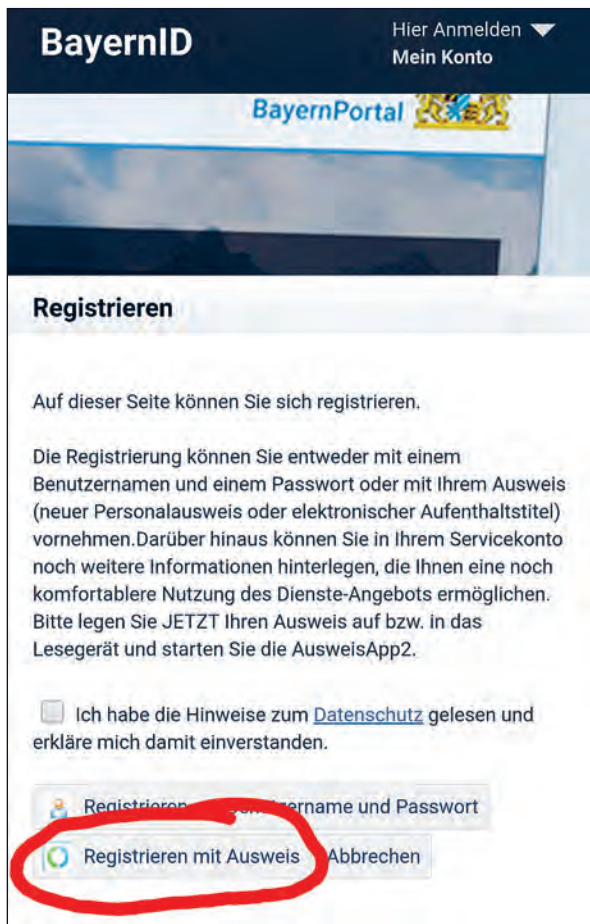 BayernID
Hier Anmelden
Mein Konto
BayernPortal
Registrieren
Auf dieser Seite können Sie sich registrieren.
Die Registrierung können Sie entweder mit einem
Benutzernamen und einem Passwort oder mit Ihrem Ausweis
(neuer Personalausweis oder elektronischer Aufenthaltstitel)
vornehmen.Darüber hinaus können Sie in Ihrem Servicekonto
noch weitere Informationen hinterlegen, die Ihnen eine noch
komfortablere Nutzung des Dienste-Angebots ermöglichen.
Bitte legen Sie JETZT Ihren Ausweis auf bzw. in das
Lesegerät und starten Sie die AusweisApp2.
Ich habe die Hinweise zum Datenschutz gelesen und
erkläre mich damit einverstanden.
Registrieren Benutzername und Passwort
Registrieren mit Ausweis Abbrechen